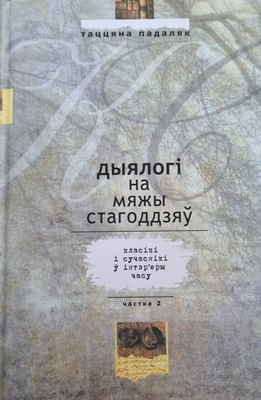 таццяна падаляк
дыялогі
на
мяжы
стагоддзяў
класікі
і сучаснікі
ў інтэр'еры
часу
частка 2